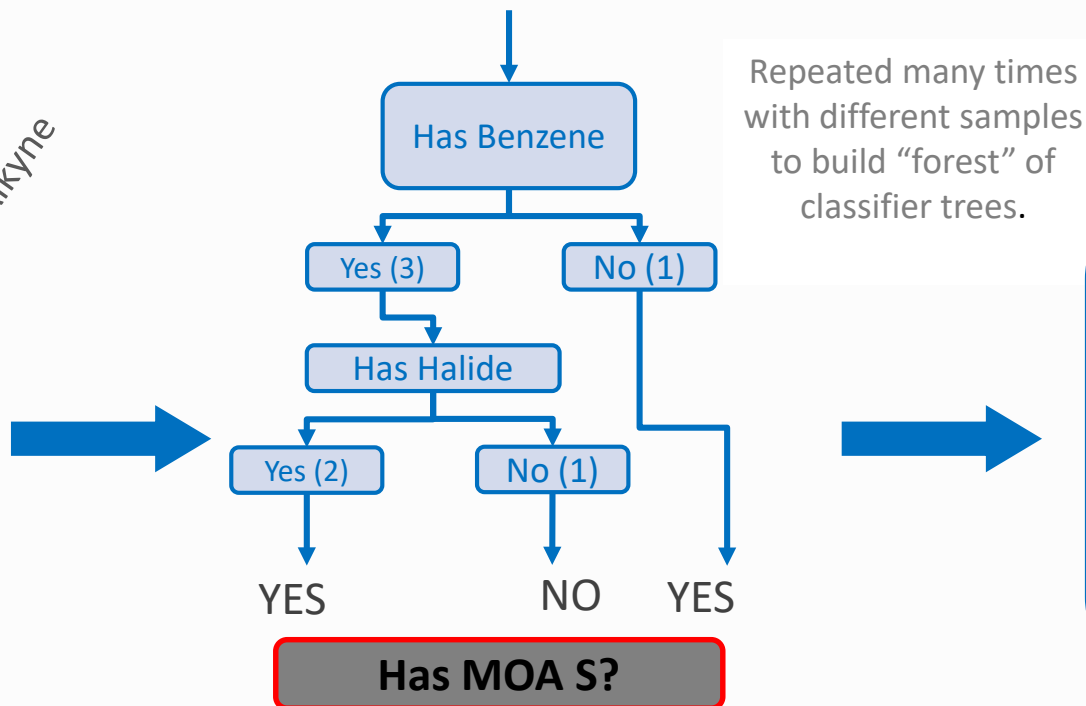 Has Benzene
Repeated many times
with different samples
to build “forest” of
classifier trees.
Yes (3)
No (1)
Has Halide
Yes (2)
No (1)
YES
NO
YES
Has MOA S?